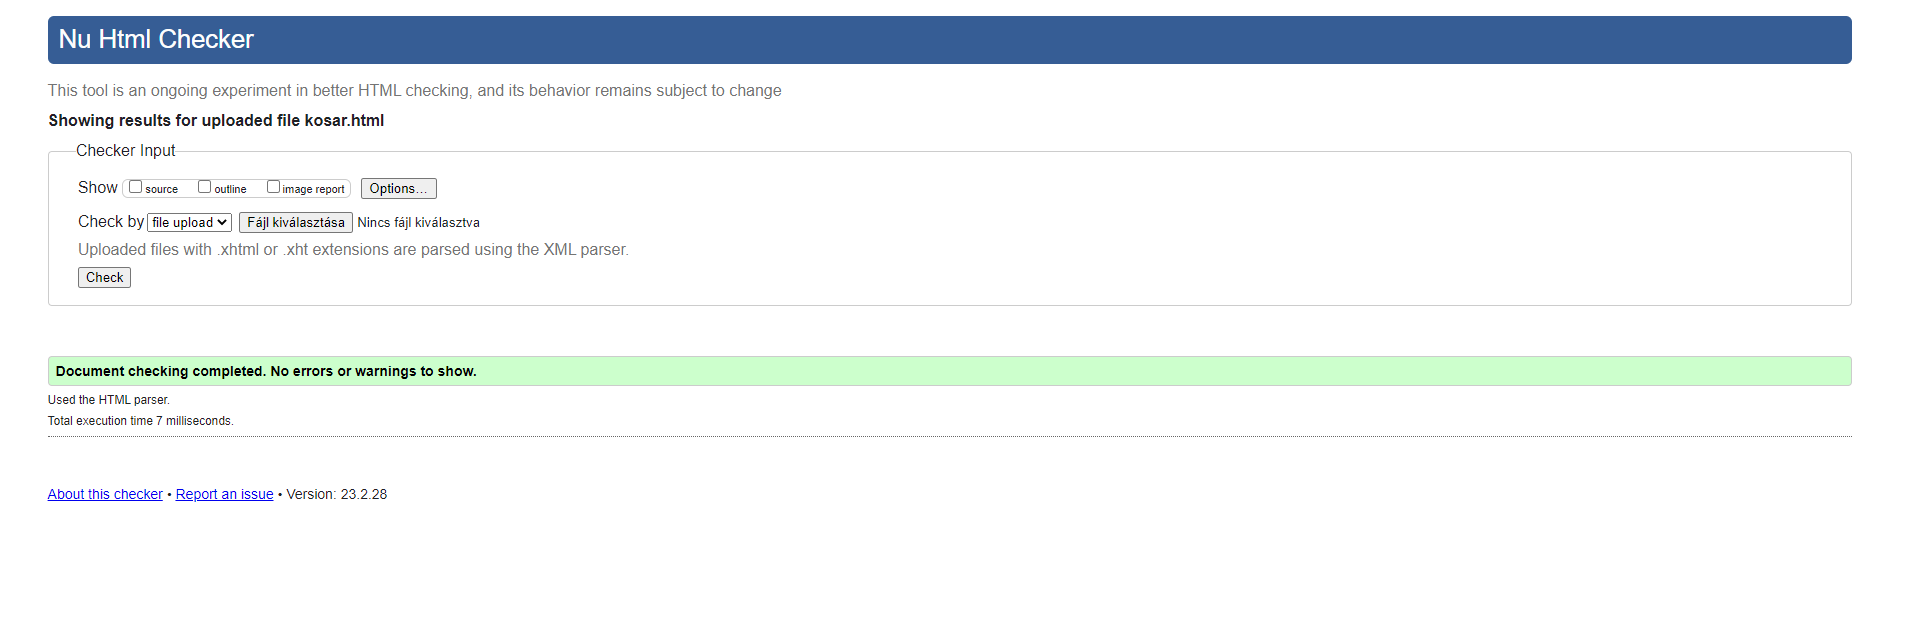 Nu Html Checker
This tool is an ongoing experiment in better HTML checking, and its behavior remains subject to change
Showing results for uploaded file kosar.html
Checker Input
Show source outline image report Options...
Check by file upload Fájl kiválasztása Nincs fájl kiválasztva
Uploaded files with .xhtml or .xht extensions are parsed using the XML parser.
Check
Document checking completed. No errors or warnings to show.
Used the HTML parser.
Total execution time 7 milliseconds.
About this checker • Report an issue • Version: 23.2.28